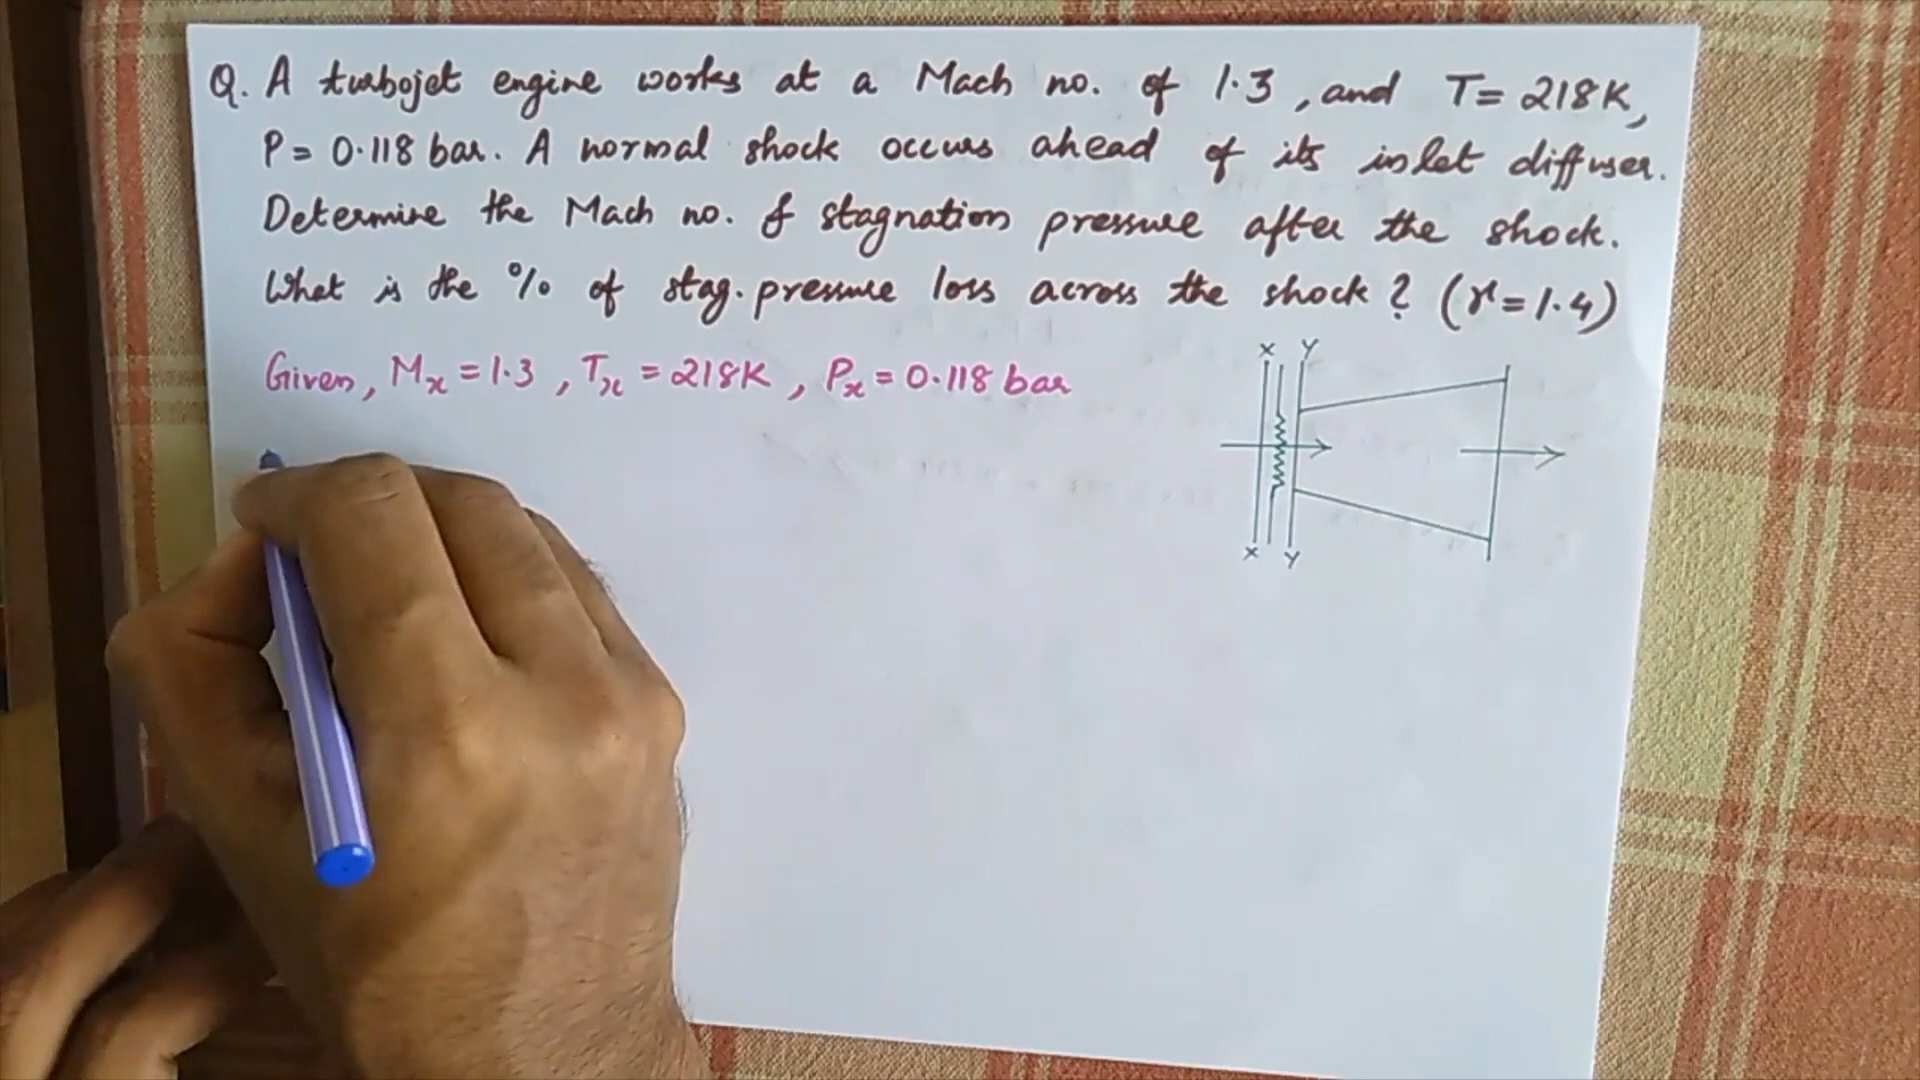 Q. A turbojet engine works at a Mach no. of 1.3, and T= 218K,
P= 0.118 bar. A normal shock occurs ahead of its inlet diffuser.
Determine the Mach no. & stagnation pressure after the shock.
What is the % of stag. pressure loss across the shock? (γ=1.4)
Given, Mx = 1.3, Tx = 218K, Px = 0.118 bar
x y
x y